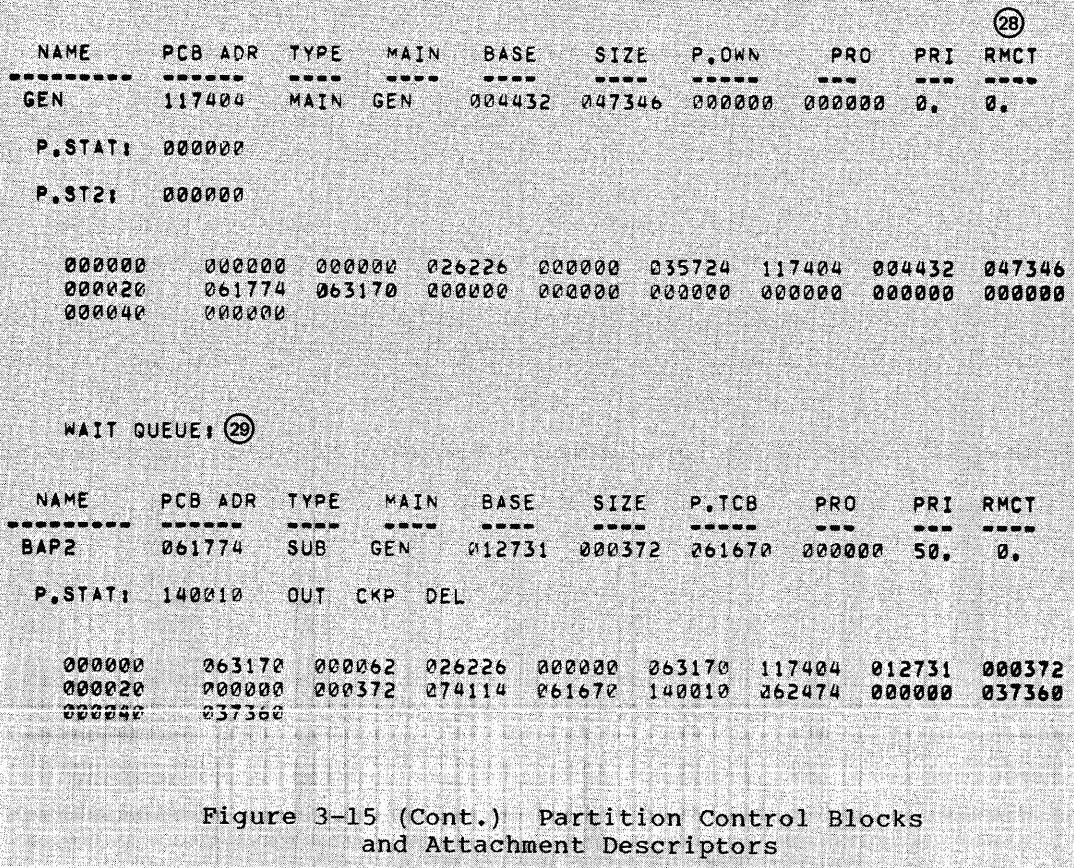 (28)
NAME PCB ADR TYPE MAIN BASE SIZE P.OWN PRO PRI RMCT
--------- ------ ---- ---- ---- ---- ----- --- --- ----
GEN 117404 MAIN GEN 004432 047346 000000 000000 0. 0.
P.STAT: 000000
P.ST2: 000000
000000 000000 000000 026226 000000 035724 117404 004432 047346
000020 061774 063170 000000 000000 000000 000000 000000 000000
000040 000000
WAIT QUEUE: (29)
NAME PCB ADR TYPE MAIN BASE SIZE P.TCB PRO PRI RMCT
--------- ------ ---- ---- ---- ---- ----- --- --- ----
BAP2 061774 SUB GEN 012731 000372 061670 000000 50. 0.
P.STAT: 140010 OUT CKP DEL
000000 063170 000062 026226 000000 063170 117404 012731 000372
000020 000000 000372 074114 061670 140010 062474 000000 037360
000040 037360
Figure 3-15 (Cont.) Partition Control Blocks
and Attachment Descriptors